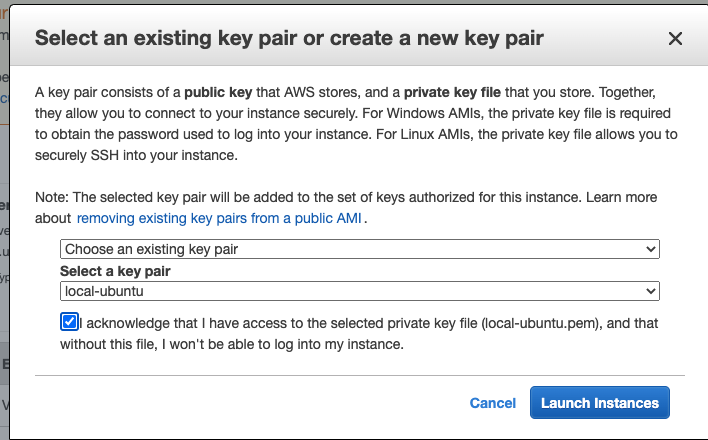 Select an existing key pair or create a new key pair
A key pair consists of a public key that AWS stores, and a private key file that you store. Together,
they allow you to connect to your instance securely. For Windows AMIs, the private key file is required
to obtain the password used to log into your instance. For Linux AMIs, the private key file allows you to
securely SSH into your instance.
Note: The selected key pair will be added to the set of keys authorized for this instance. Learn more
about removing existing key pairs from a public AMI.
Choose an existing key pair
Select a key pair
local-ubuntu
I acknowledge that I have access to the selected private key file (local-ubuntu.pem), and that
without this file, I won't be able to log into my instance.
Cancel Launch Instances